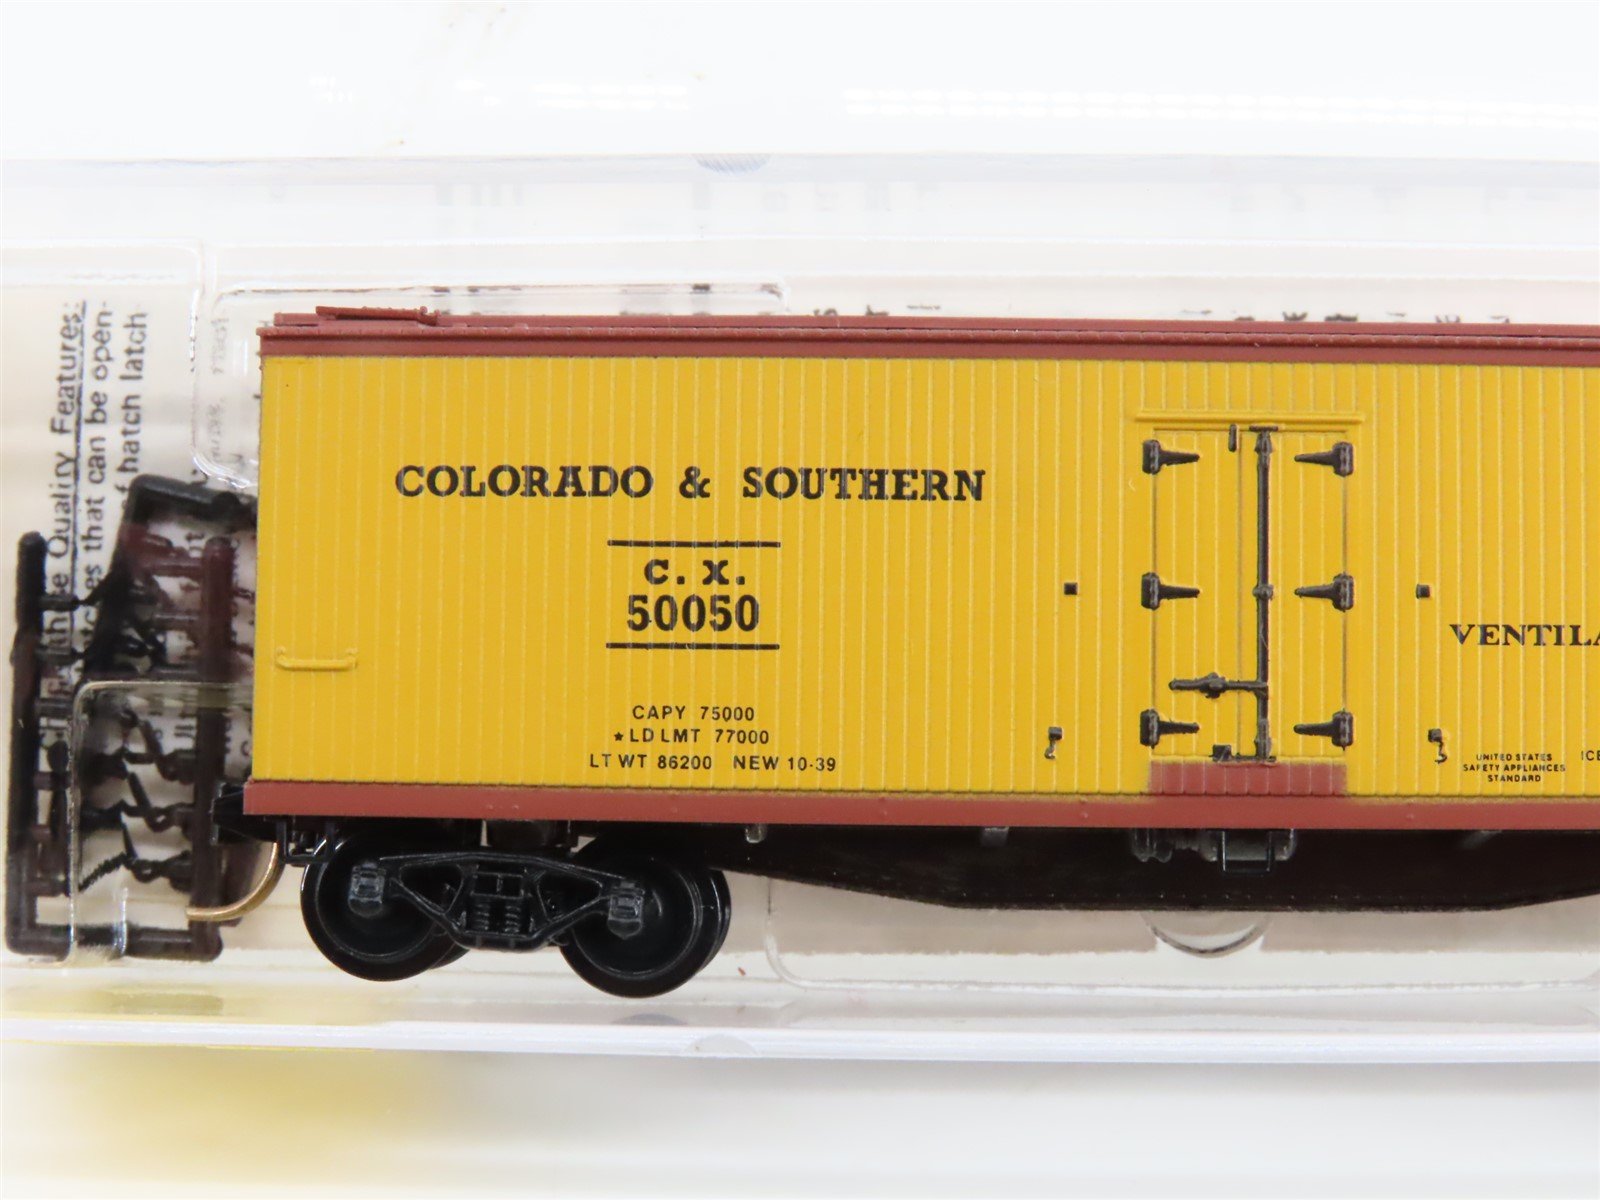 COLORADO & SOUTHERN
C. X.
50050
CAPY 75000
★LD LMT 77000
LT WT 86200 NEW 10-39
VENTILA
UNITED STATES
SAFETY APPLIANCES
STANDARD
ICE
Quality Features:
that can be open-
hatch latch